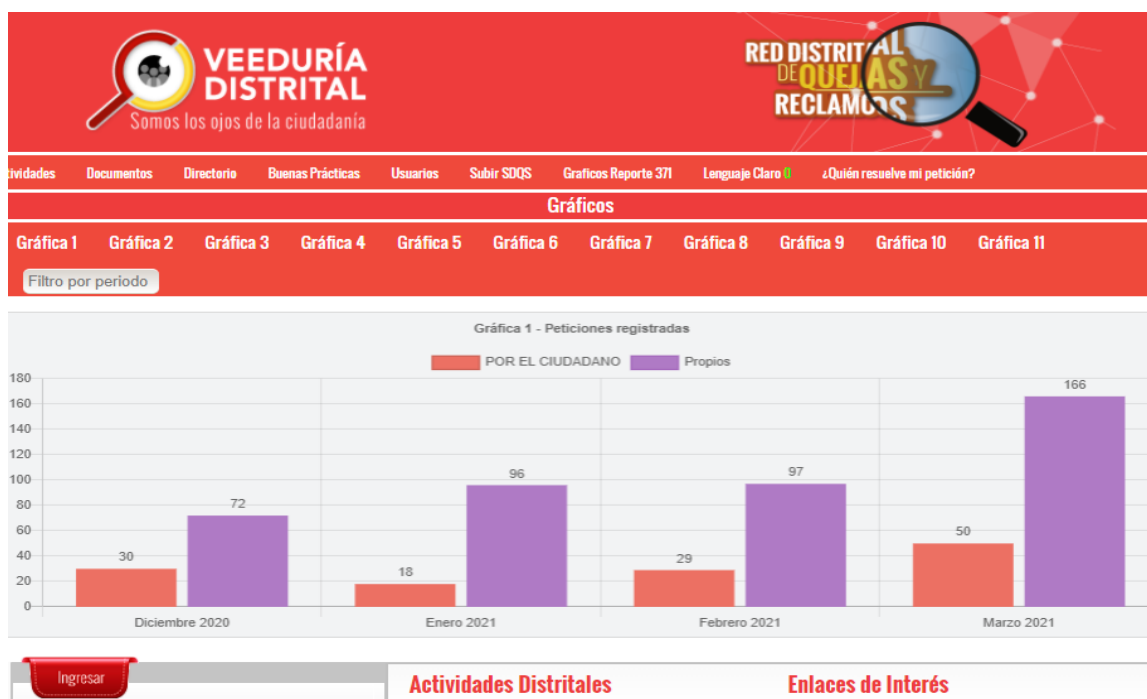 VEEDURÍA
DISTRITAL
Somos los ojos de la ciudadanía
RED DISTRITAL
DE QUEJAS Y
RECLAMOS
tividades Documentos Directorio Buenas Prácticas Usuarios Subir SDQS Graficos Reporte 371 Lenguaje Claro 0 ¿Quién resuelve mi petición?
Gráficos
Gráfica 1 Gráfica 2 Gráfica 3 Gráfica 4 Gráfica 5 Gráfica 6 Gráfica 7 Gráfica 8 Gráfica 9 Gráfica 10 Gráfica 11
Filtro por periodo
Gráfica 1 - Peticiones registradas
POR EL CIUDADANO Propios
180
160
140
120
100
80
60
40
20
0
30
72
18
96
29
97
50
166
Diciembre 2020 Enero 2021 Febrero 2021 Marzo 2021
Ingresar
Actividades Distritales
Enlaces de Interés